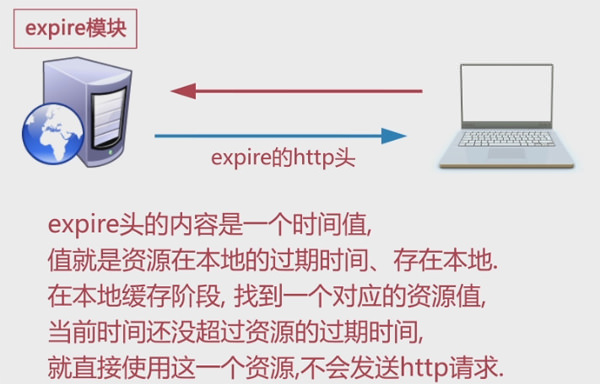 expire模块
expire的http头
expire头的内容是一个时间值,
值就是资源在本地的过期时间、存在本地.
在本地缓存阶段, 找到一个对应的资源值,
当前时间还没超过资源的过期时间,
就直接使用这一个资源,不会发送http请求.